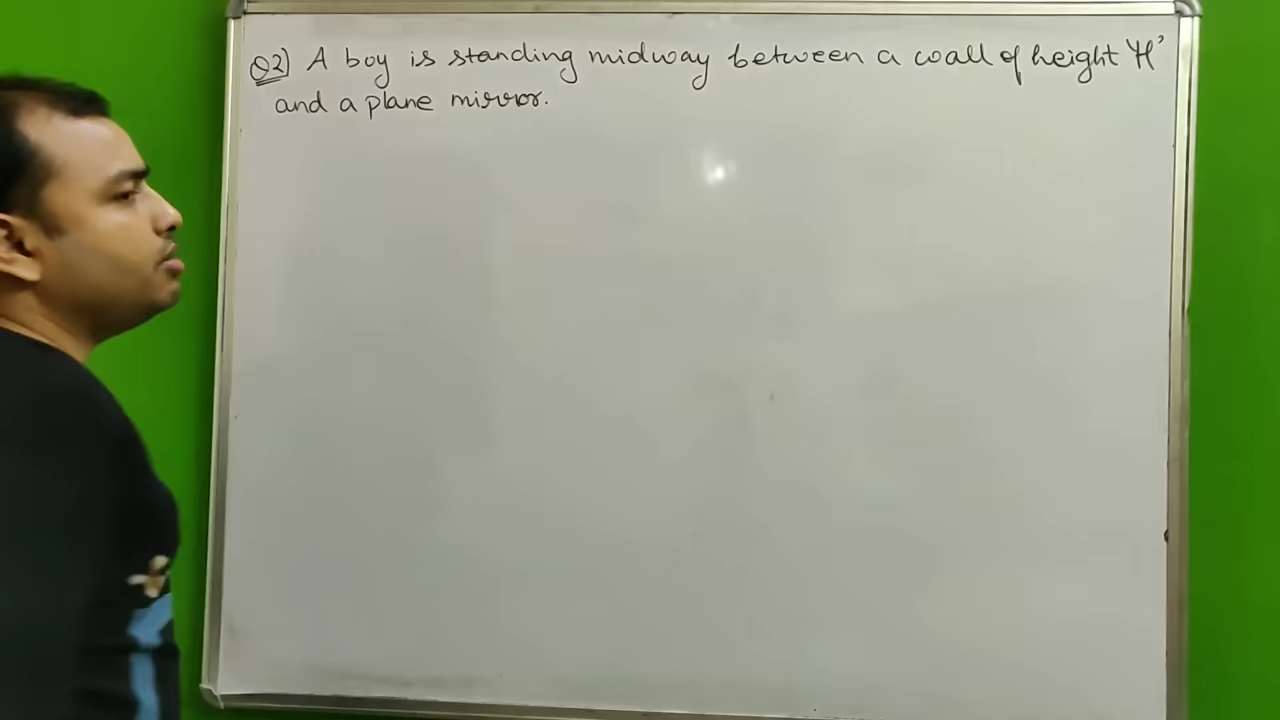 Q2) A boy is standing midway between a wall of height 'H'
and a plane mirror.